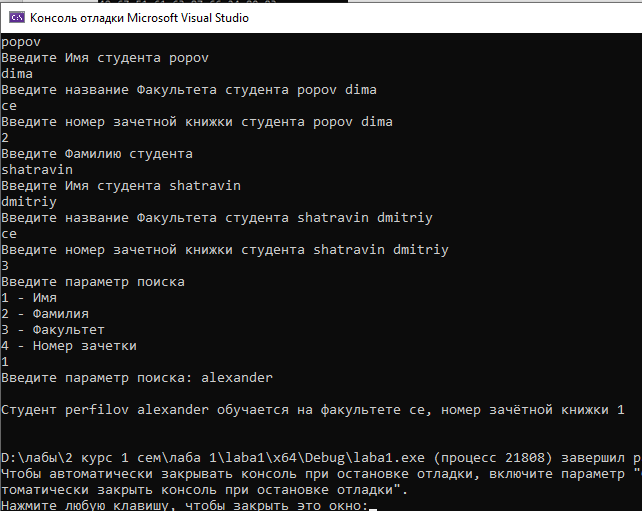 Консоль отладки Microsoft Visual Studio
popov
Введите Имя студента popov
dima
Введите название Факультета студента popov dima
ce
Введите номер зачетной книжки студента popov dima
2
Введите Фамилию студента
shatravin
Введите Имя студента shatravin
dmitriy
Введите название Факультета студента shatravin dmitriy
ce
Введите номер зачетной книжки студента shatravin dmitriy
3
Введите параметр поиска
1 - Имя
2 - Фамилия
3 - Факультет
4 - Номер зачетки
1
Введите параметр поиска: alexander
Студент perfilov alexander обучается на факультете ce, номер зачётной книжки 1
D:\лабы\2 курс 1 сем\лаба 1\laba1\x64\Debug\laba1.exe (процесс 21808) завершил р
Чтобы автоматически закрывать консоль при остановке отладки, включите параметр "
томатически закрыть консоль при остановке отладки".
Нажмите любую клавишу, чтобы закрыть это окно: